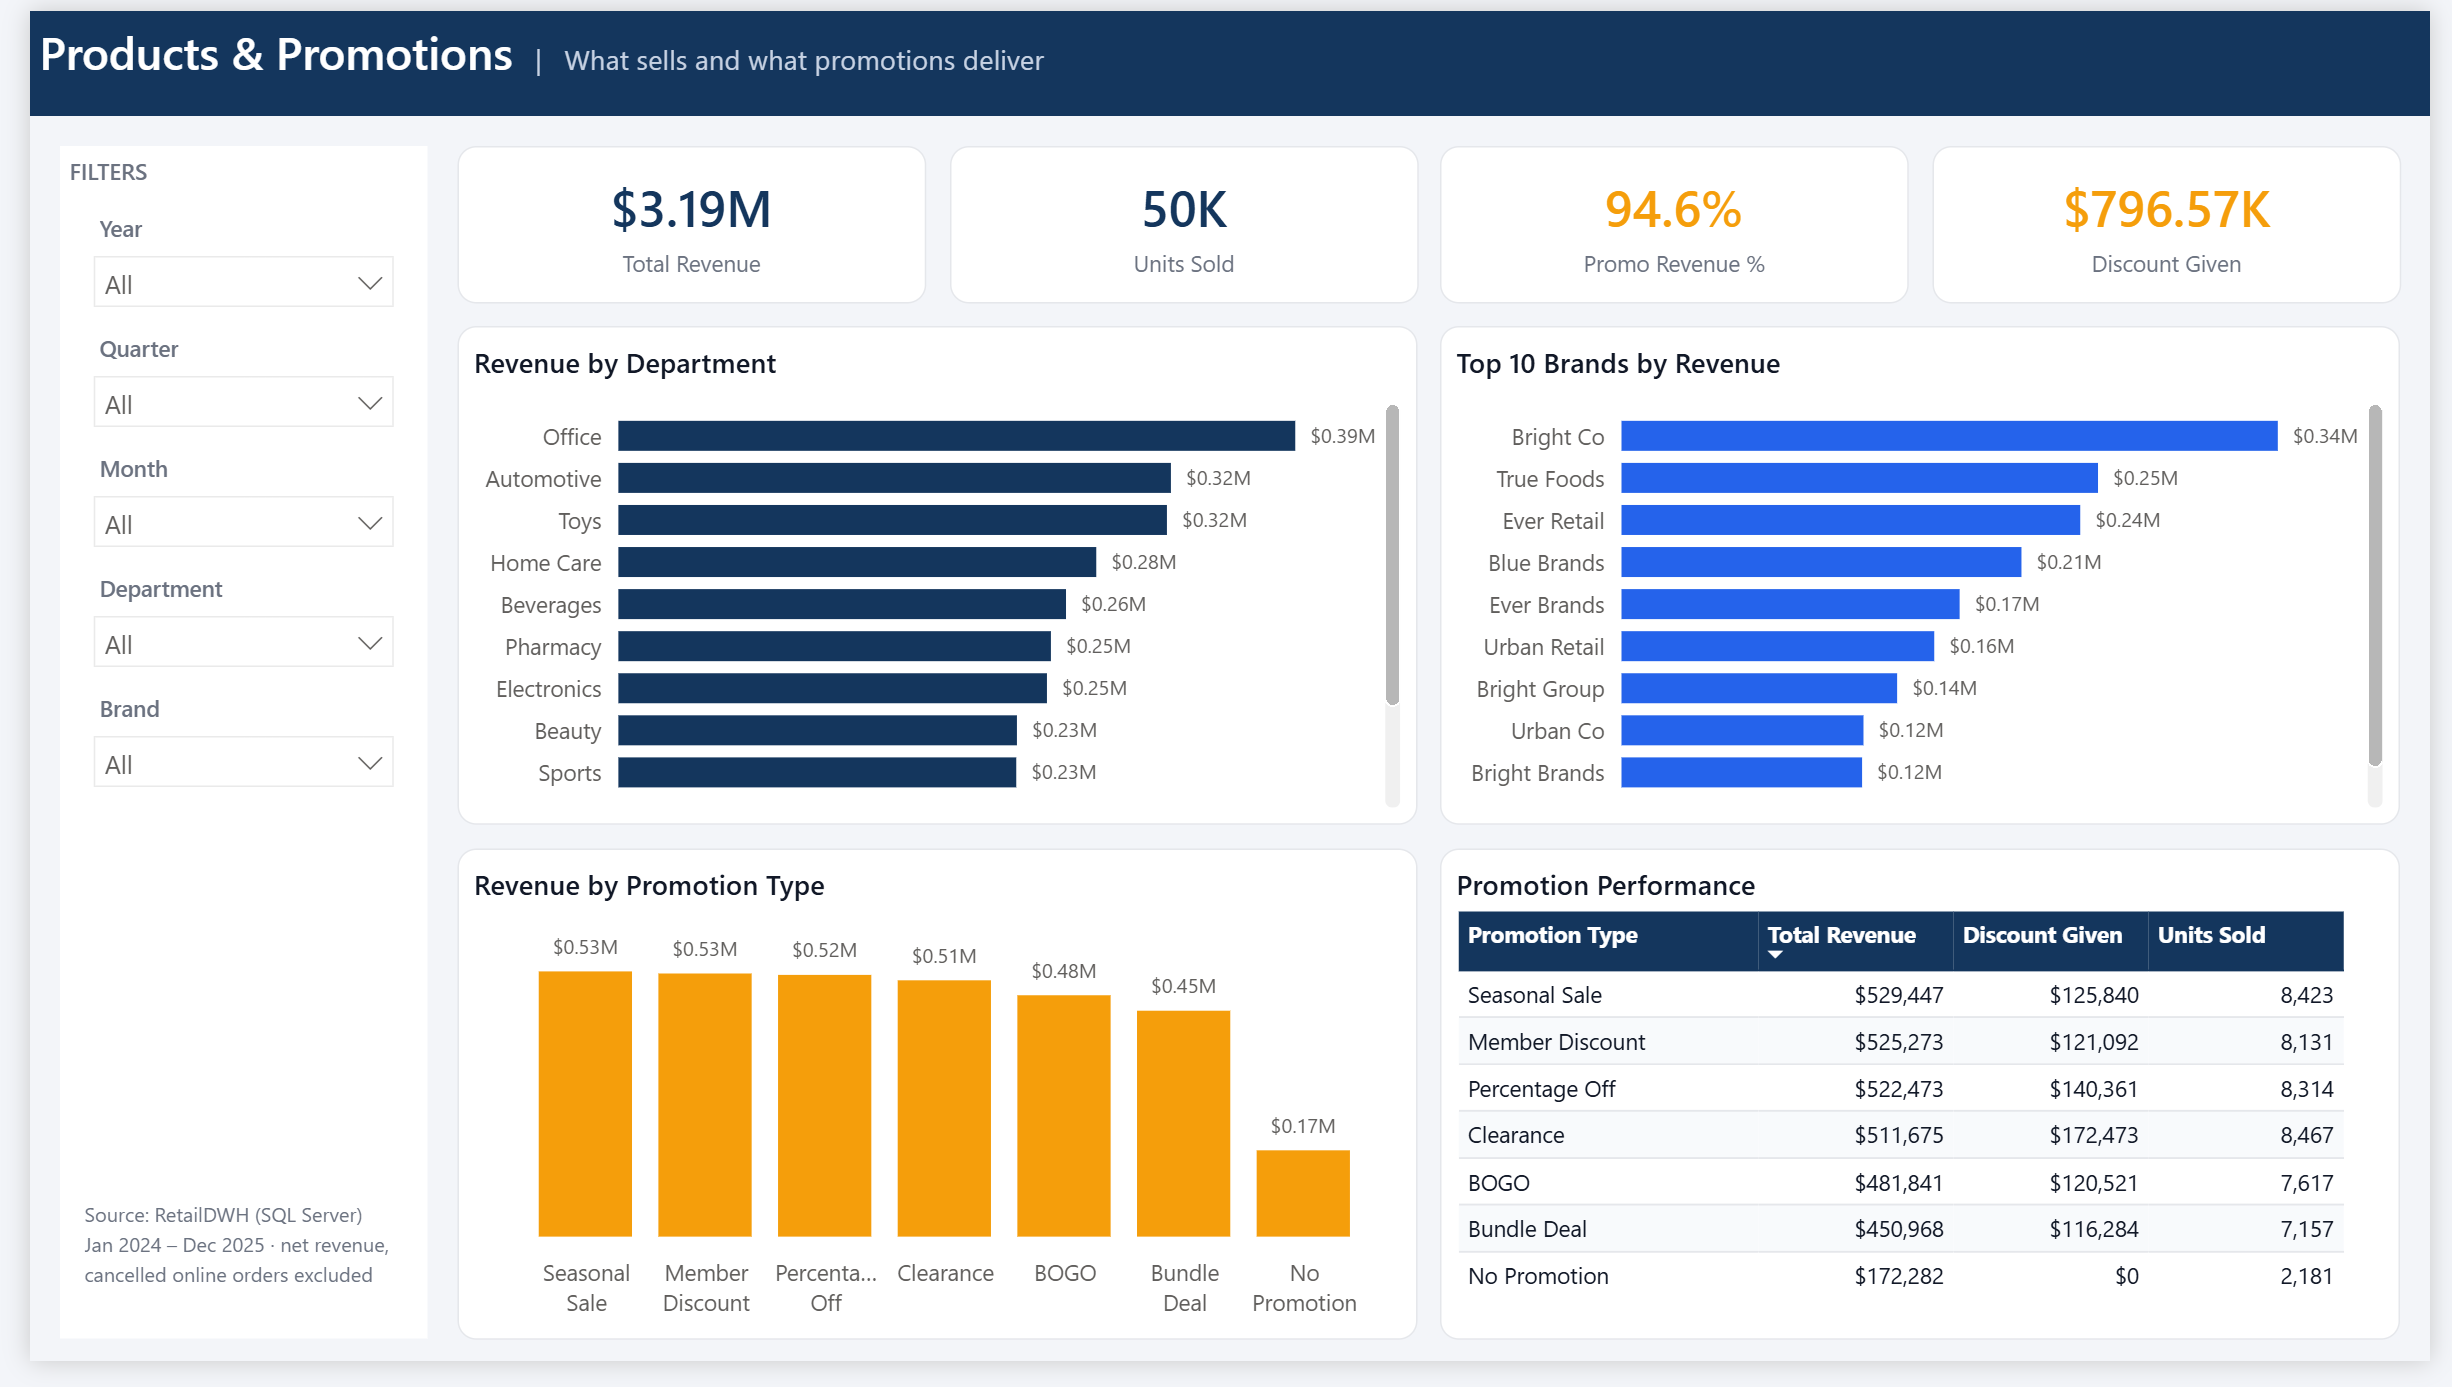 Products & Promotions | What sells and what promotions deliver
FILTERS
Year
All
Quarter
All
Month
All
Department
All
Brand
All
Source: RetailDWH (SQL Server)
Jan 2024 – Dec 2025 · net revenue,
cancelled online orders excluded
$3.19M
Total Revenue
50K
Units Sold
94.6%
Promo Revenue %
$796.57K
Discount Given
Revenue by Department
Office $0.39M
Automotive $0.32M
Toys $0.32M
Home Care $0.28M
Beverages $0.26M
Pharmacy $0.25M
Electronics $0.25M
Beauty $0.23M
Sports $0.23M
Top 10 Brands by Revenue
Bright Co $0.34M
True Foods $0.25M
Ever Retail $0.24M
Blue Brands $0.21M
Ever Brands $0.17M
Urban Retail $0.16M
Bright Group $0.14M
Urban Co $0.12M
Bright Brands $0.12M
Revenue by Promotion Type
$0.53M $0.53M $0.52M $0.51M $0.48M $0.45M $0.17M
Seasonal Member Percenta... Clearance BOGO Bundle No
Sale Discount Off Deal Promotion
Promotion Performance
Promotion Type Total Revenue Discount Given Units Sold
Seasonal Sale $529,447 $125,840 8,423
Member Discount $525,273 $121,092 8,131
Percentage Off $522,473 $140,361 8,314
Clearance $511,675 $172,473 8,467
BOGO $481,841 $120,521 7,617
Bundle Deal $450,968 $116,284 7,157
No Promotion $172,282 $0 2,181